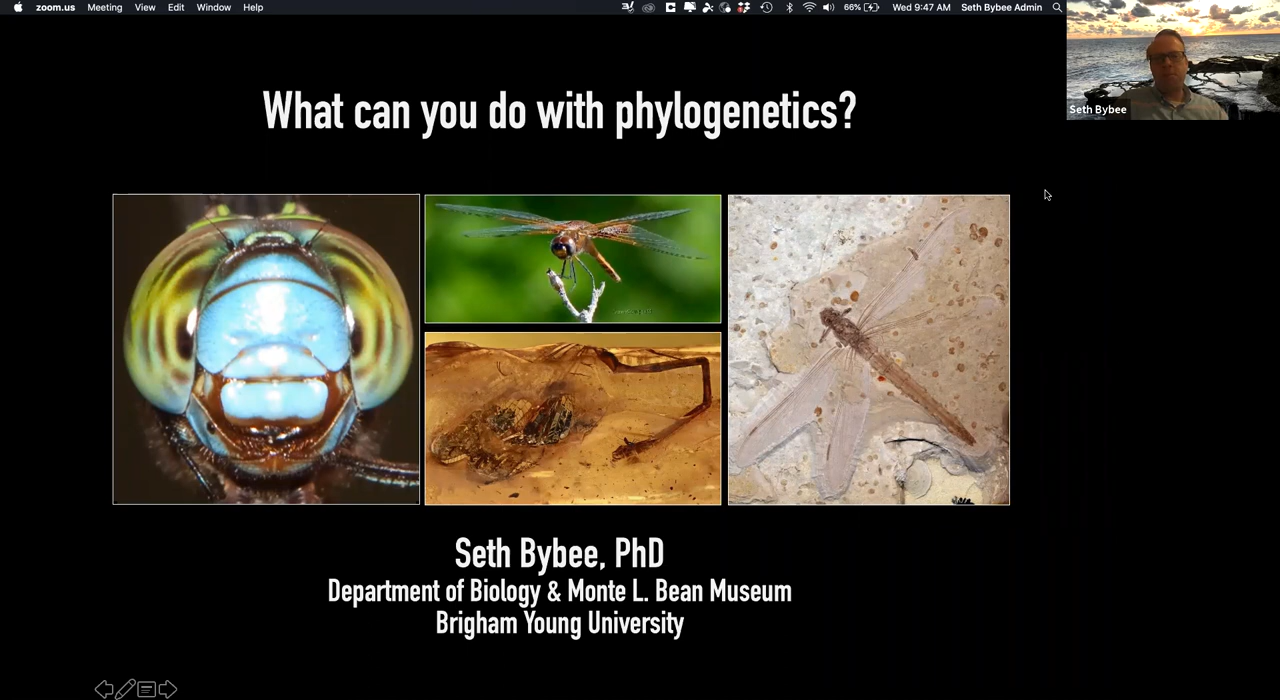 zoom.us Meeting View Edit Window Help 66% Wed 9:47 AM Seth Bybee Admin
Seth Bybee
What can you do with phylogenetics?
Seth Bybee, PhD
Department of Biology & Monte L. Bean Museum
Brigham Young University